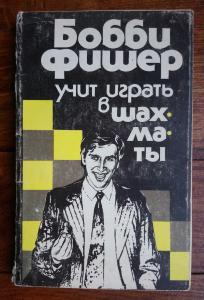 Бобби
фишер
учит играть
в шах·
ма·
ты